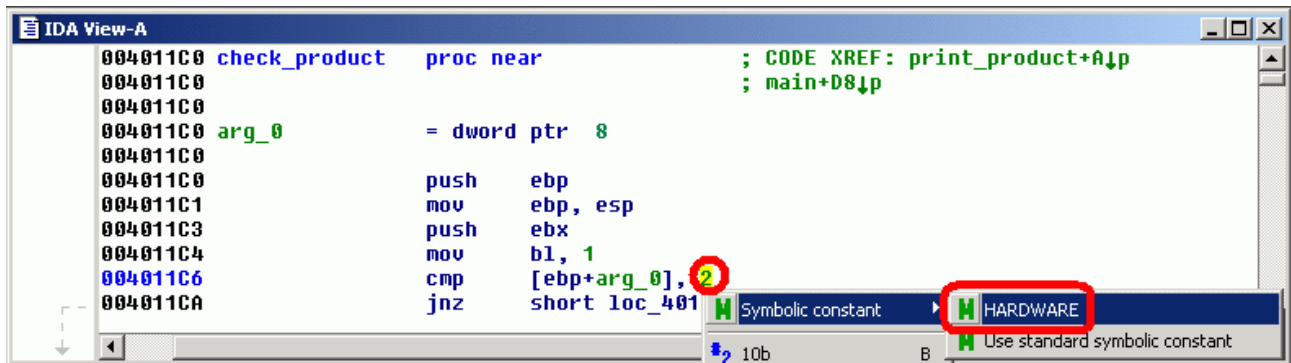 IDA View-A
004011C0 check_product proc near ; CODE XREF: print_product+A↓p
004011C0 ; main+D8↓p
004011C0
004011C0 arg_0 = dword ptr 8
004011C0
004011C0 push ebp
004011C1 mov ebp, esp
004011C3 push ebx
004011C4 mov bl, 1
004011C6 cmp [ebp+arg_0], 2
004011CA jnz short loc_401
Symbolic constant
HARDWARE
Use standard symbolic constant
10b B